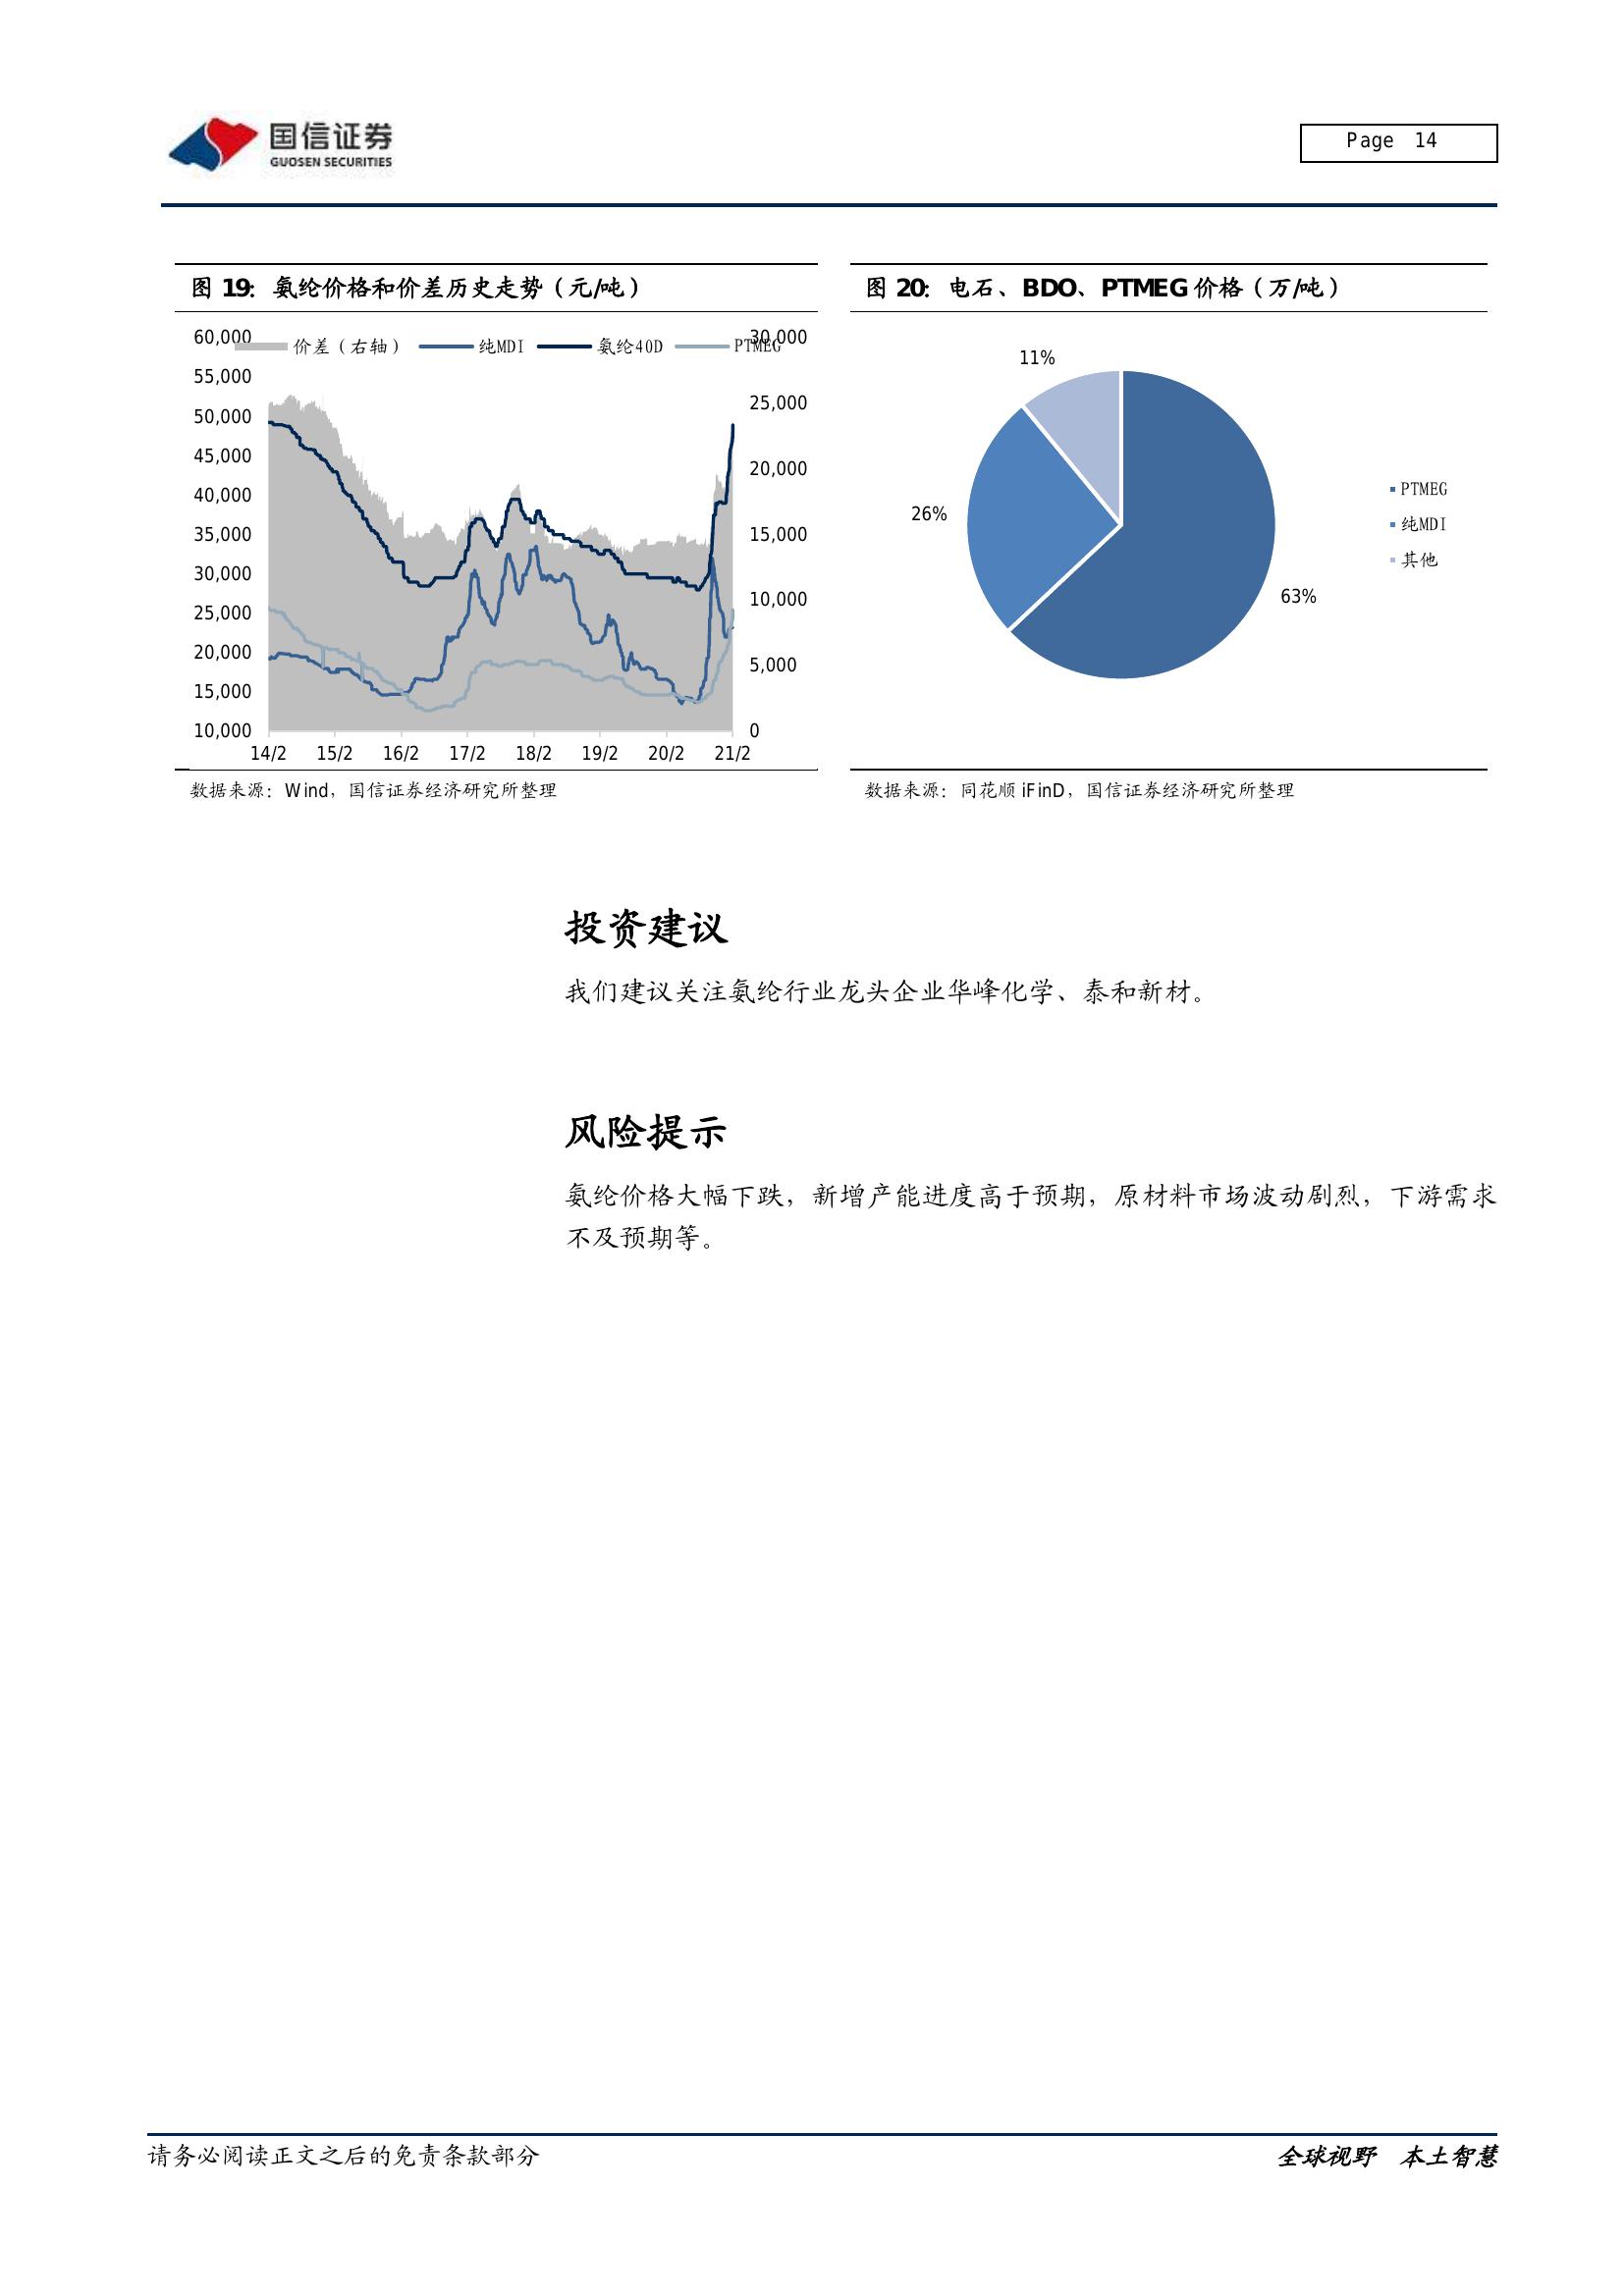 国信证券
GUOSEN SECURITIES
Page 14
图 19：氨纶价格和价差历史走势（元/吨）
60,000
55,000
50,000
45,000
40,000
35,000
30,000
25,000
20,000
15,000
10,000
价差（右轴） 纯MDI 氨纶40D PTMEG
30,000
25,000
20,000
15,000
10,000
5,000
0
14/2 15/2 16/2 17/2 18/2 19/2 20/2 21/2
数据来源：Wind，国信证券经济研究所整理
图 20：电石、BDO、PTMEG 价格（万/吨）
11%
26%
63%
PTMEG
纯MDI
其他
数据来源：同花顺 iFinD，国信证券经济研究所整理
投资建议
我们建议关注氨纶行业龙头企业华峰化学、泰和新材。
风险提示
氨纶价格大幅下跌，新增产能进度高于预期，原材料市场波动剧烈，下游需求
不及预期等。
请务必阅读正文之后的免责条款部分
全球视野 本土智慧